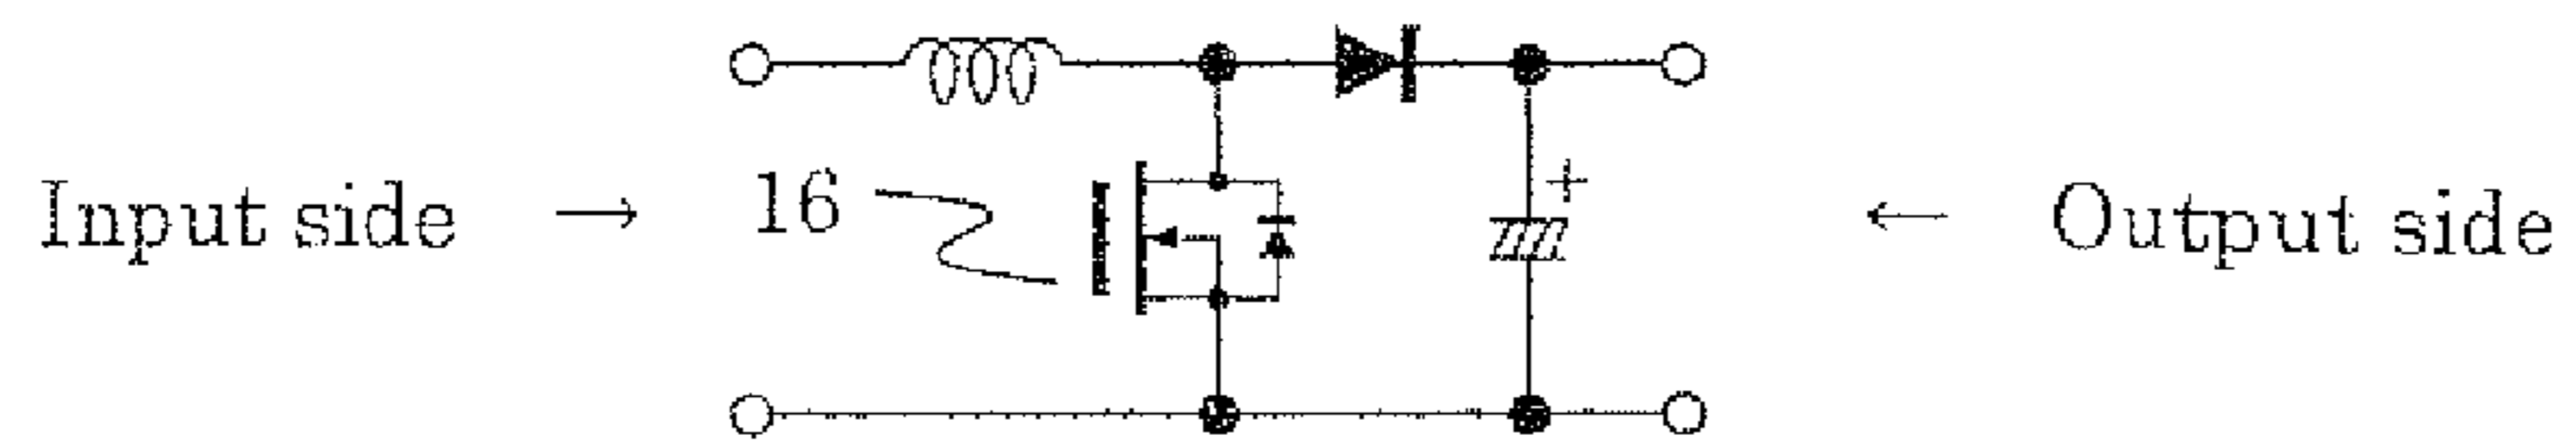 Input side → 16 + ← Output side